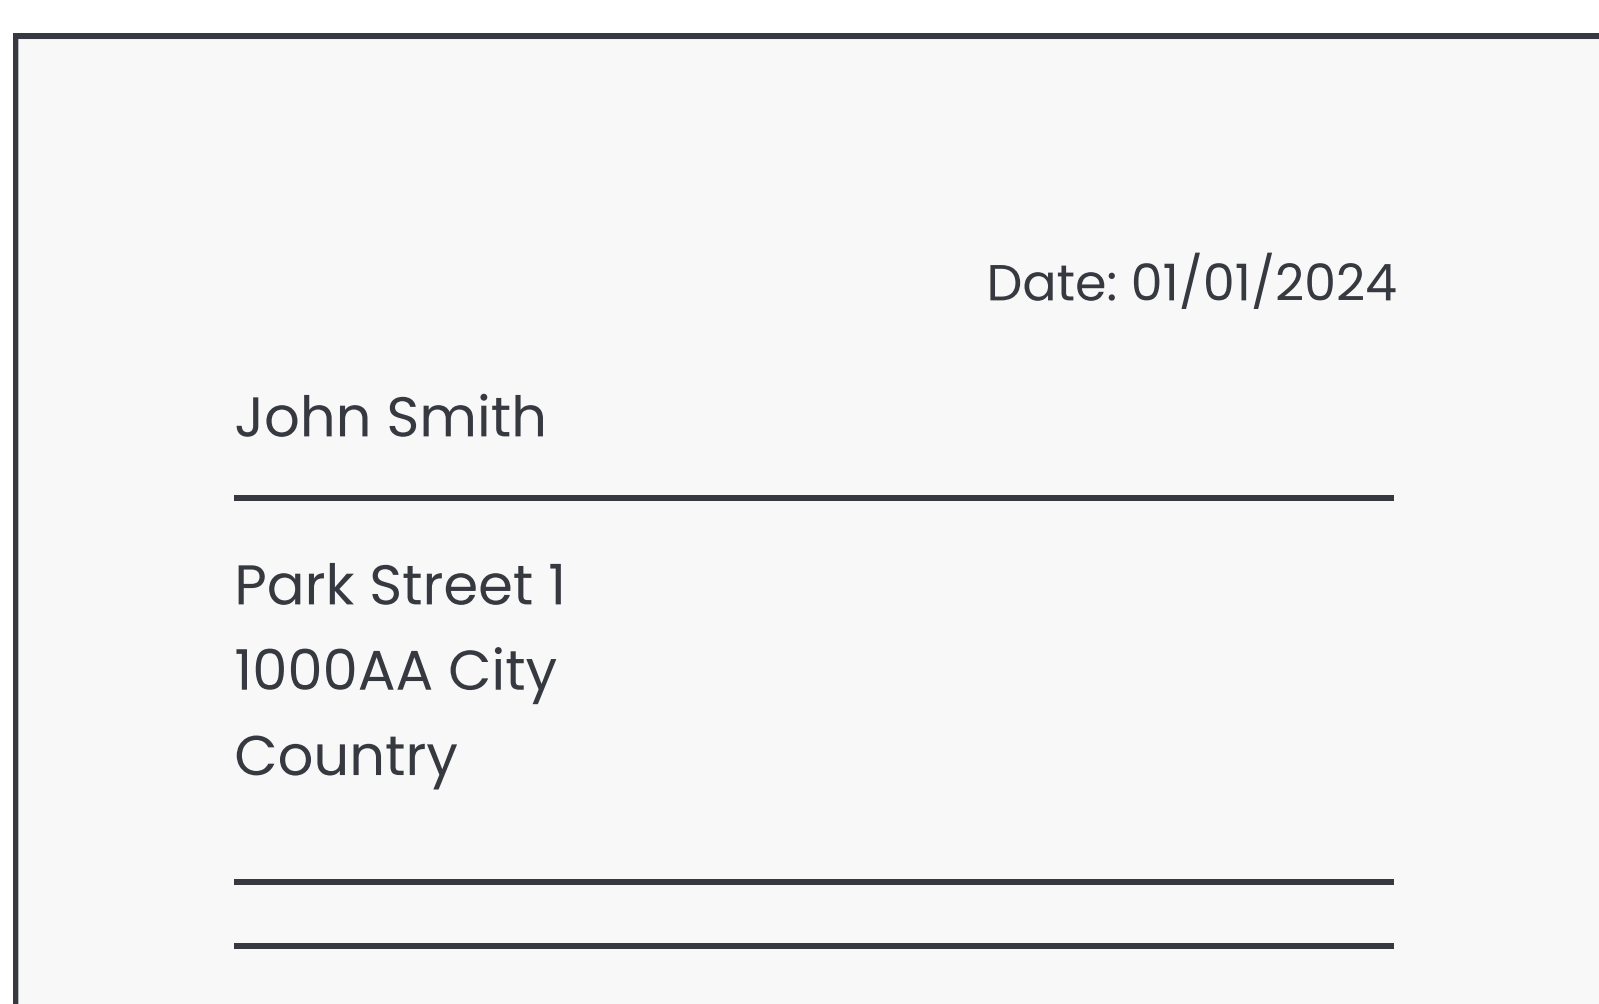 Date: 01/01/2024
John Smith
Park Street 1
1000AA City
Country